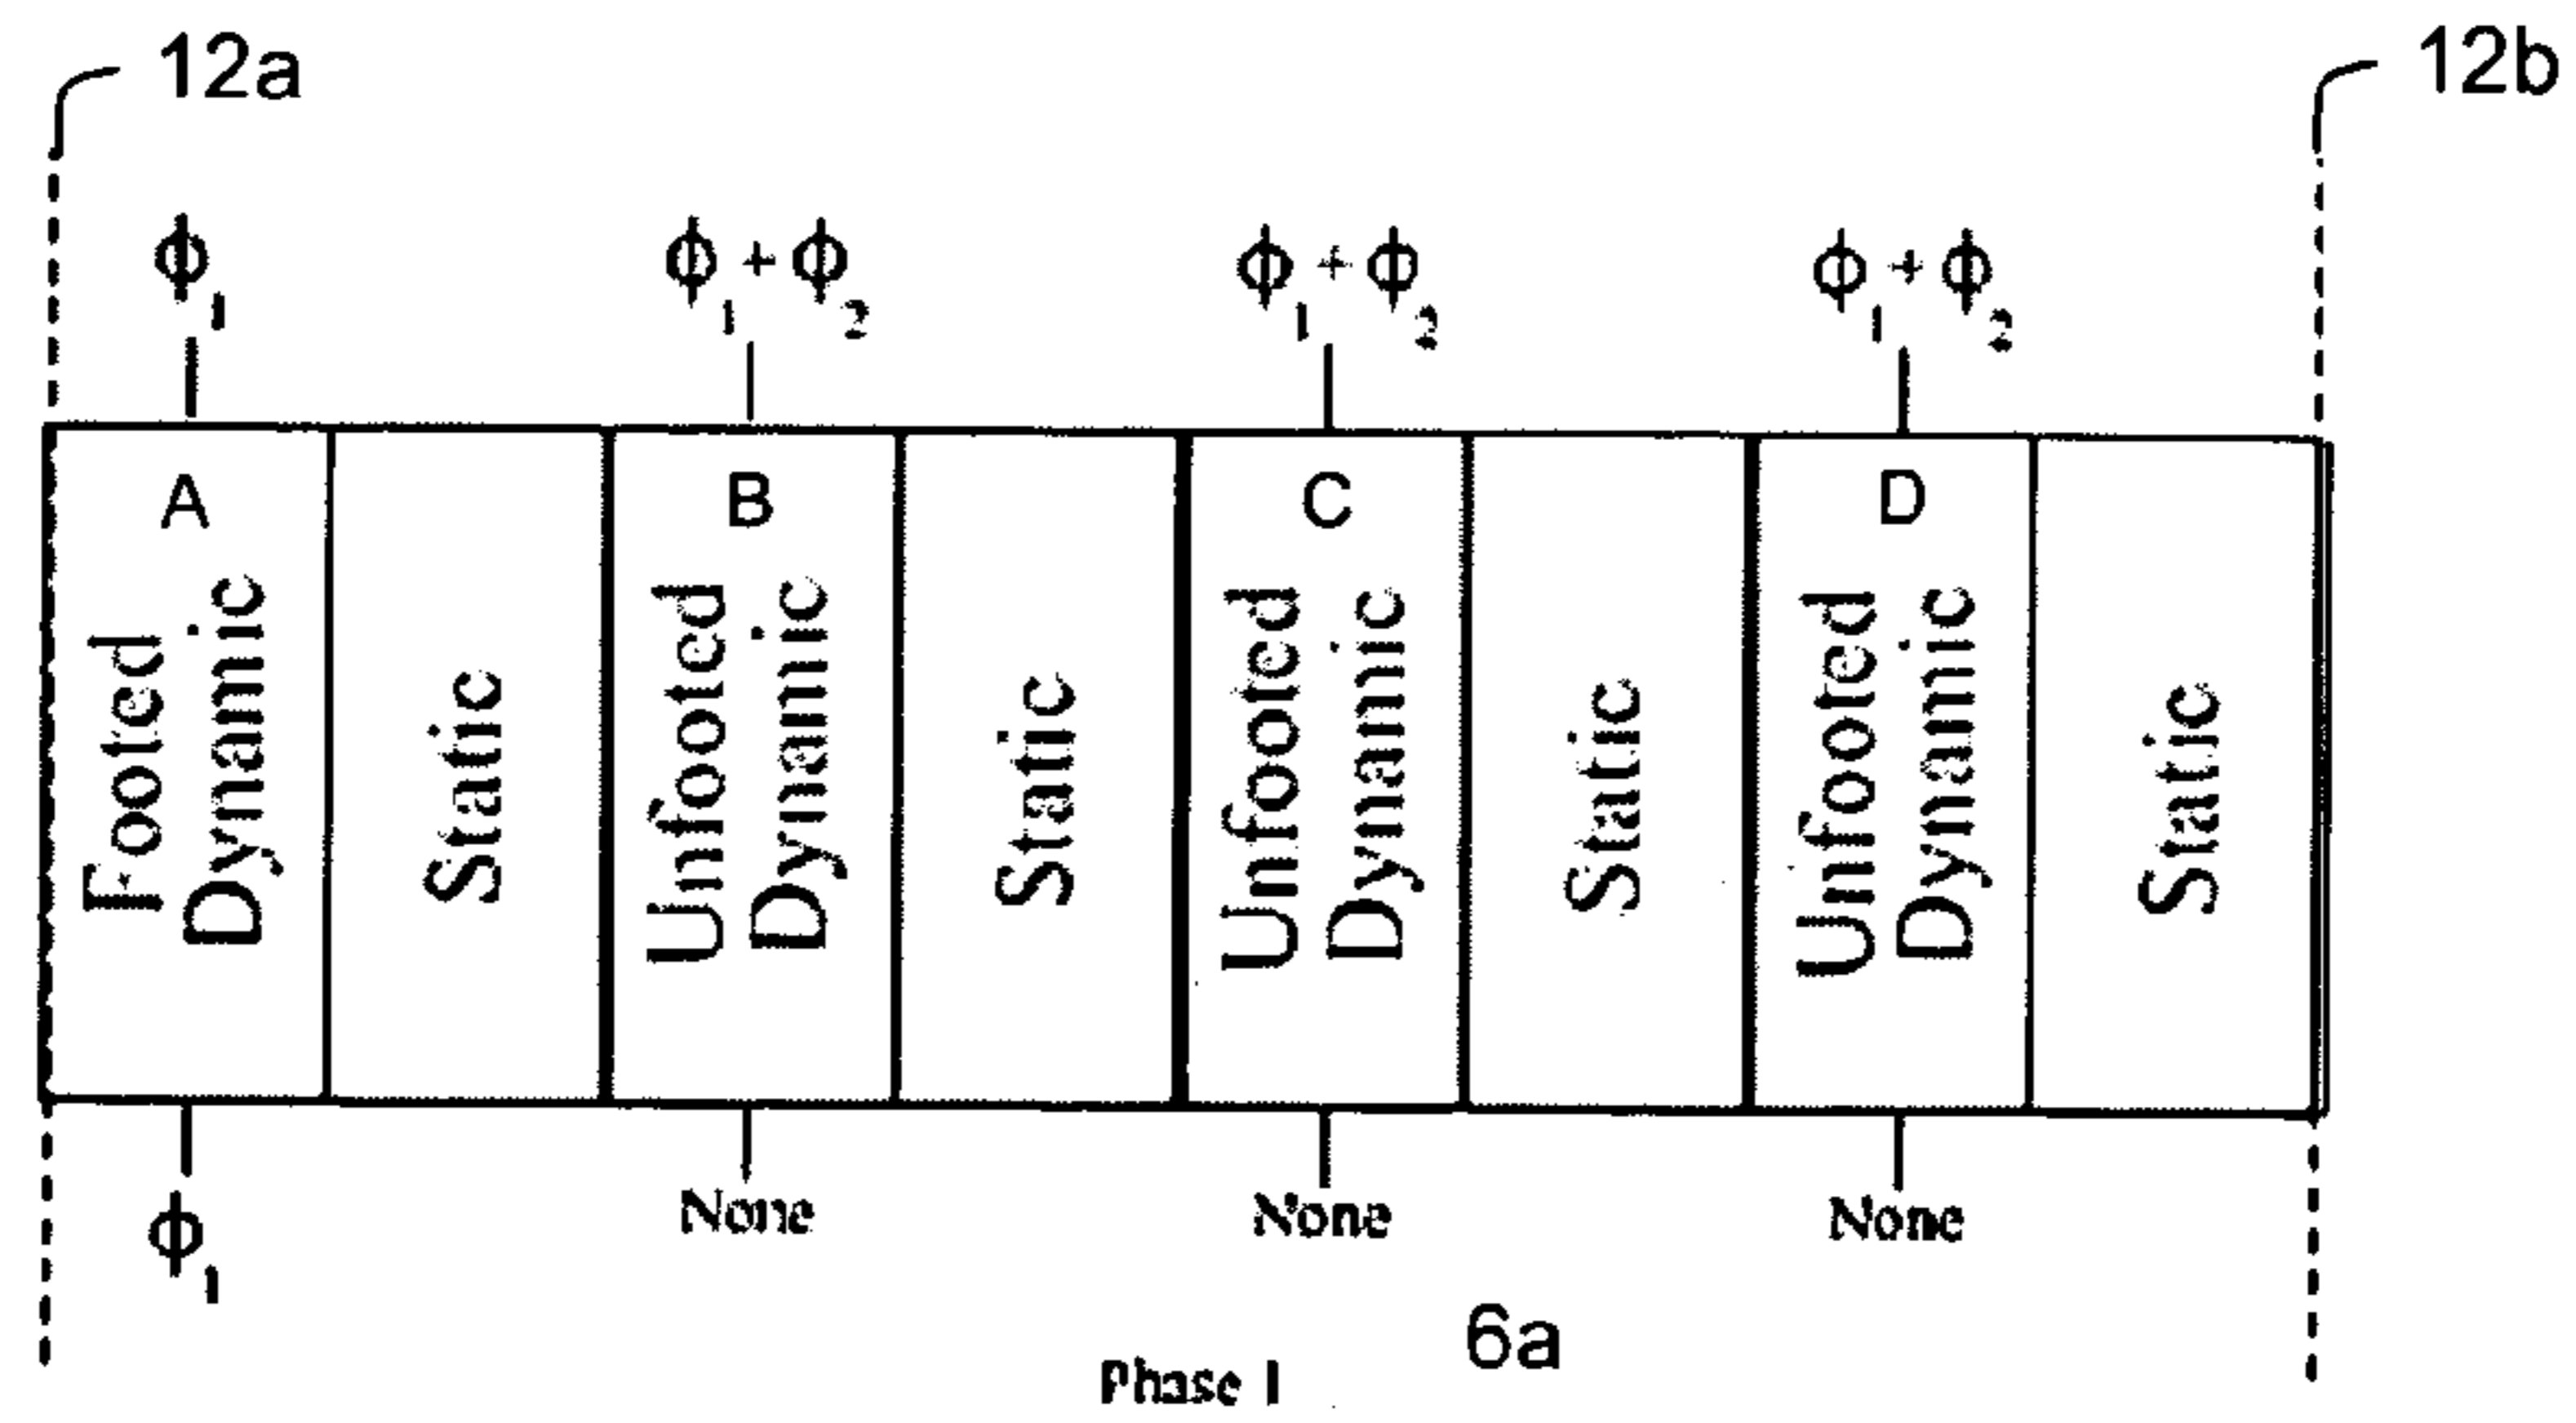 12a
12b
ϕ1
ϕ1 + ϕ2
ϕ1 + ϕ2
ϕ1 + ϕ2
A
Footed
Dynamic
Static
B
Unfooted
Dynamic
Static
C
Unfooted
Dynamic
Static
D
Unfooted
Dynamic
Static
ϕ1
None
None
None
6a
Phase 1